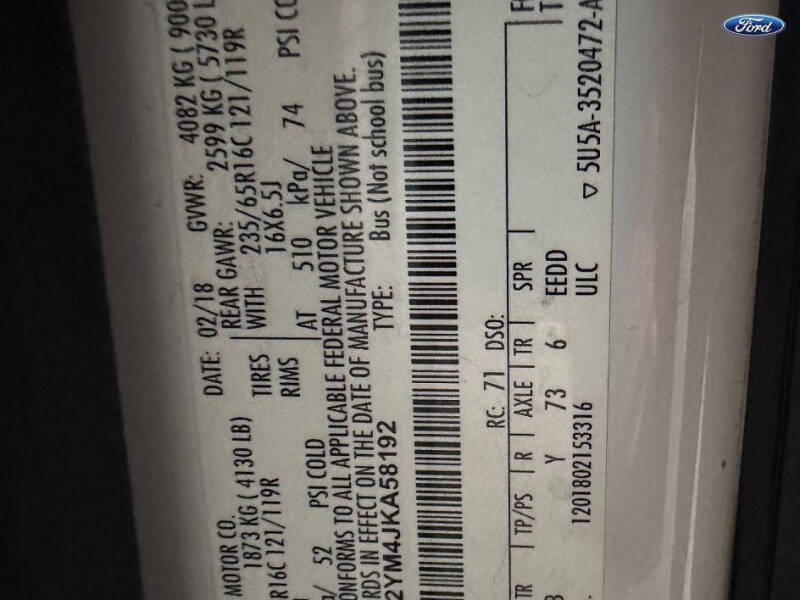 Ford
MOTOR CO. DATE: 02/18 GVWR: 4082 KG ( 900
1873 KG ( 4130 LB) REAR GAWR: 2599 KG ( 5730 L
R16C 121/119R TIRES WITH 235/65R16C 121/119R
RIMS 16X6.5J
52 PSI COLD AT 510 kPa/ 74 PSI COL
ONFORMS TO ALL APPLICABLE FEDERAL MOTOR VEHICLE
RDS IN EFFECT ON THE DATE OF MANUFACTURE SHOWN ABOVE.
2YM4JKA58192 TYPE: Bus (Not school bus)
RC: 71 DSO:
TR TP/PS R AXLE TR SPR
B Y 73 6 EEDD
1201802153316 ULC
▽ 5U5A-3520472-A